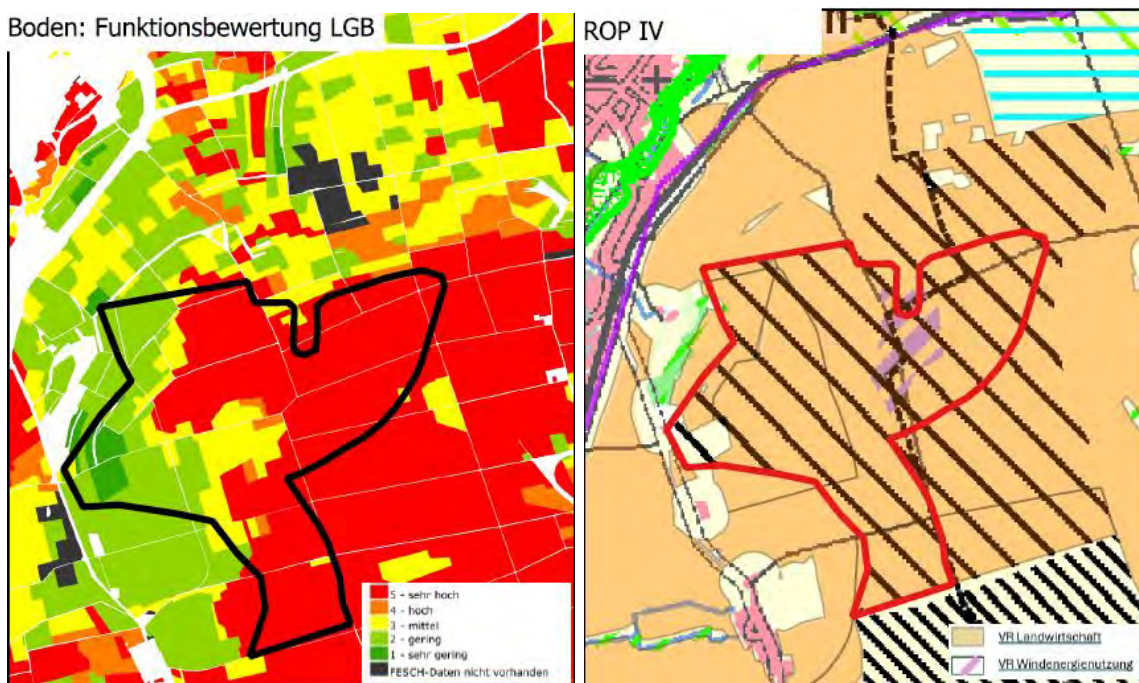 Boden: Funktionsbewertung LGB
5 - sehr hoch
4 - hoch
3 - mittel
2 - gering
1 - sehr gering
FESCH-Daten nicht vorhanden
ROP IV
VR Landwirtschaft
VR Windenergienutzung